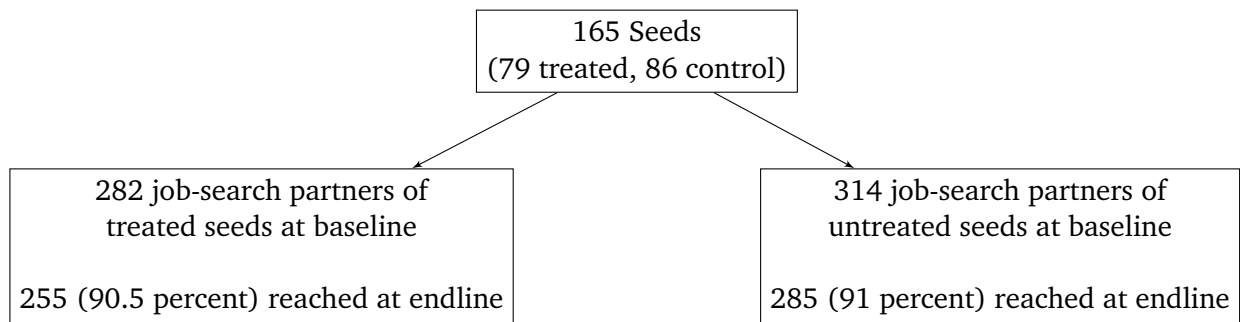 165 Seeds
(79 treated, 86 control)
282 job-search partners of
treated seeds at baseline
255 (90.5 percent) reached at endline
314 job-search partners of
untreated seeds at baseline
285 (91 percent) reached at endline